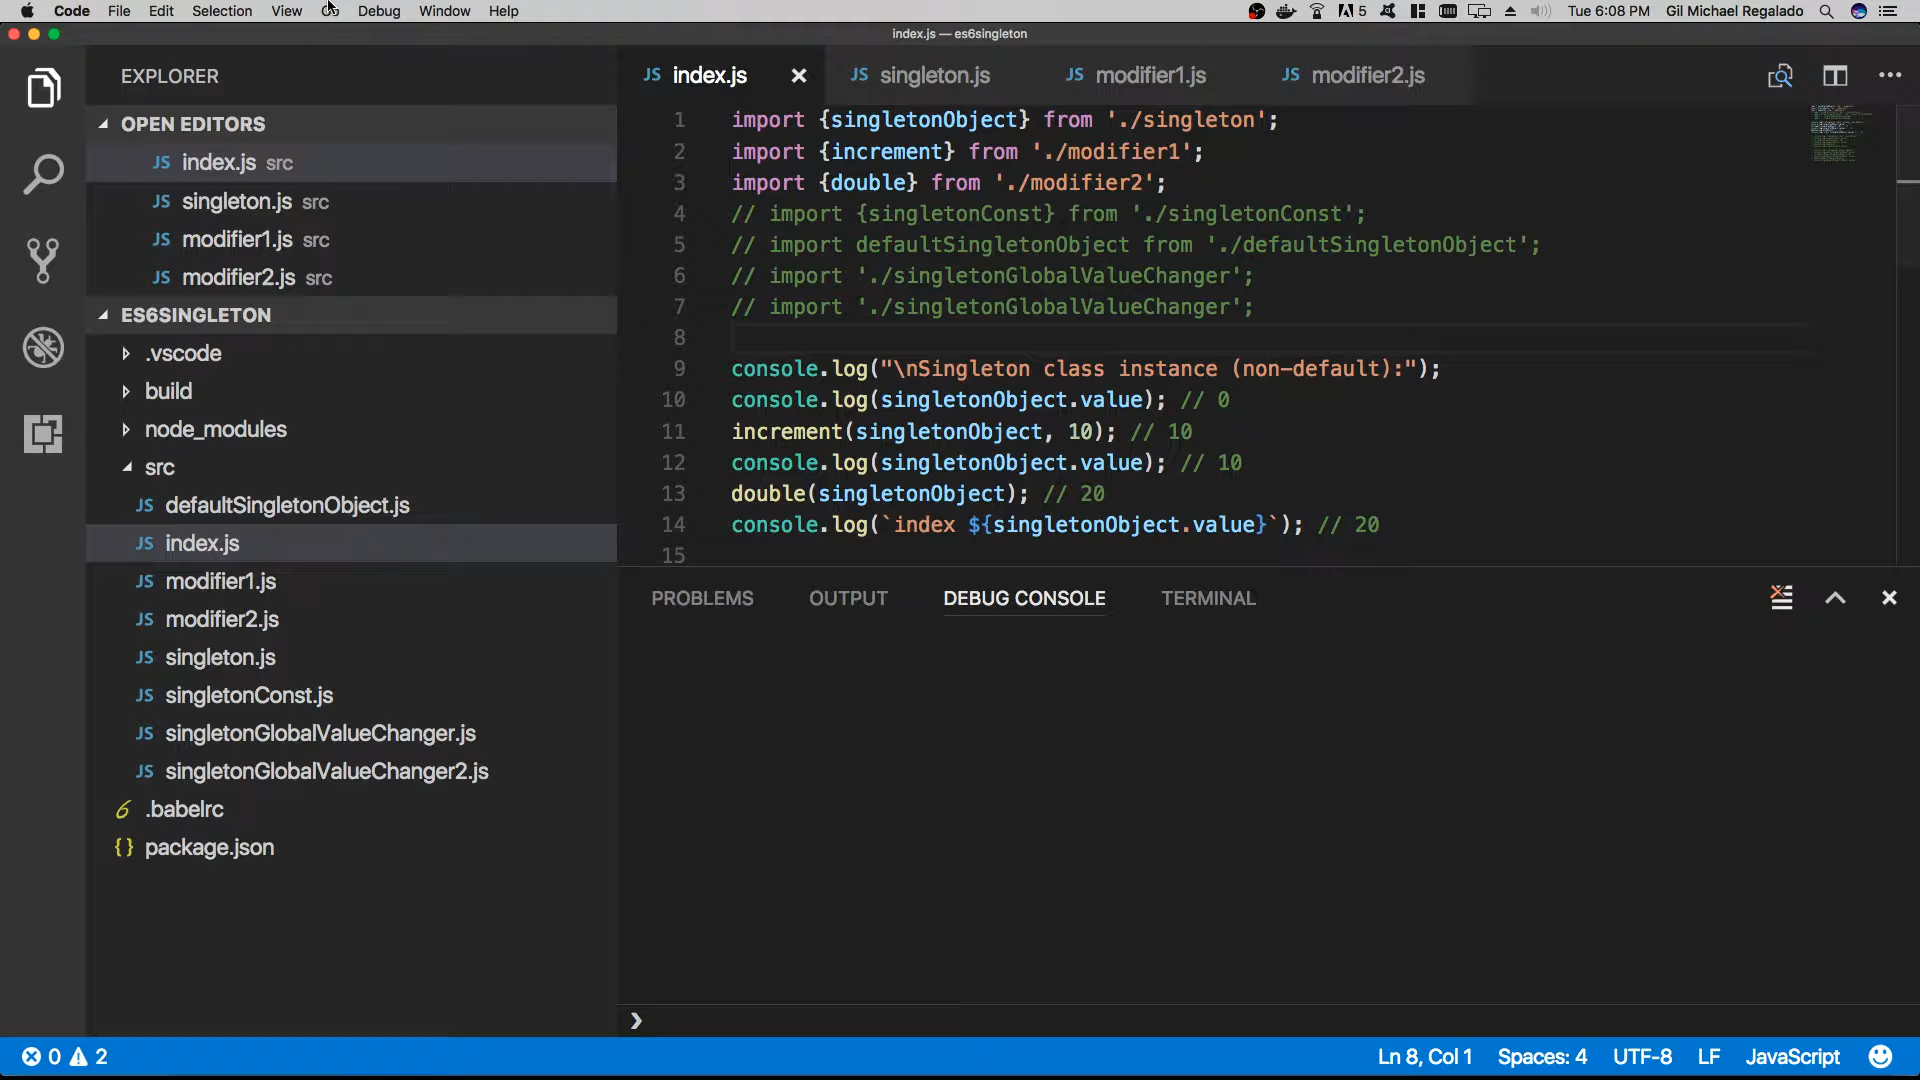 Code File Edit Selection View Debug Window Help
5 Tue 6:08 PM Gil Michael Regalado
index.js — es6singleton
EXPLORER
OPEN EDITORS
JS index.js src
JS singleton.js src
JS modifier1.js src
JS modifier2.js src
ES6SINGLETON
.vscode
build
node_modules
src
JS defaultSingletonObject.js
JS index.js
JS modifier1.js
JS modifier2.js
JS singleton.js
JS singletonConst.js
JS singletonGlobalValueChanger.js
JS singletonGlobalValueChanger2.js
6 .babelrc
{} package.json
JS index.js JS singleton.js JS modifier1.js JS modifier2.js
1 import {singletonObject} from './singleton';
2 import {increment} from './modifier1';
3 import {double} from './modifier2';
4 // import {singletonConst} from './singletonConst';
5 // import defaultSingletonObject from './defaultSingletonObject';
6 // import './singletonGlobalValueChanger';
7 // import './singletonGlobalValueChanger';
8
9 console.log("\nSingleton class instance (non-default):");
10 console.log(singletonObject.value); // 0
11 increment(singletonObject, 10); // 10
12 console.log(singletonObject.value); // 10
13 double(singletonObject); // 20
14 console.log(`index ${singletonObject.value}`); // 20
15
PROBLEMS OUTPUT DEBUG CONSOLE TERMINAL
0 2 Ln 8, Col 1 Spaces: 4 UTF-8 LF JavaScript